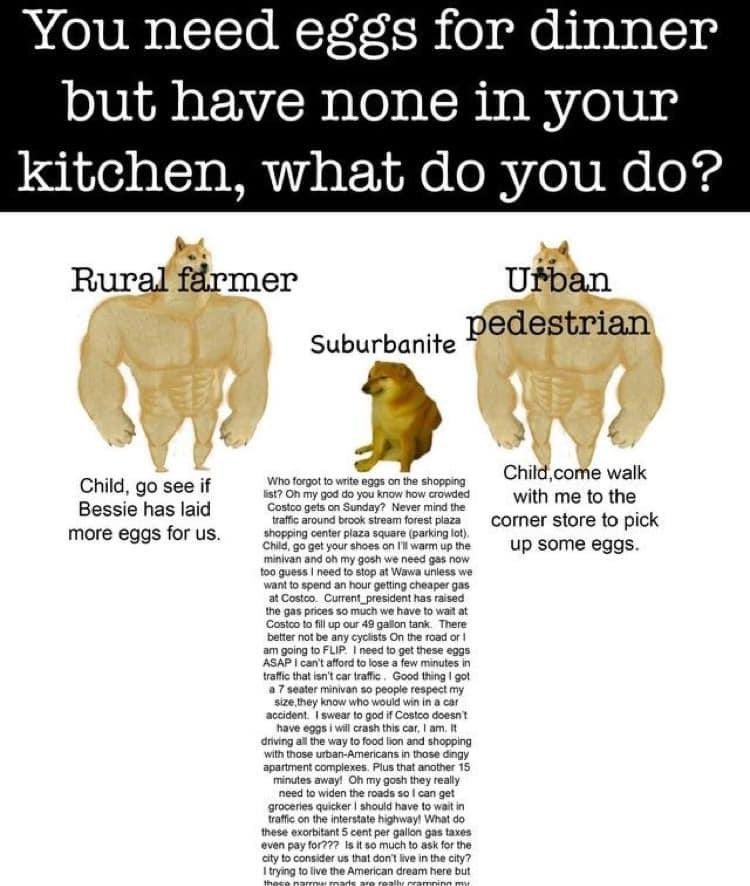 You need eggs for dinner
but have none in your
kitchen, what do you do?
Rural farmer
Urban
pedestrian
Suburbanite
Child, go see if
Bessie has laid
more eggs for us.
Who forgot to write eggs on the shopping
list? Oh my god do you know how crowded
Costco gets on Sunday? Never mind the
traffic around brook stream forest plaza
shopping center plaza square (parking lot).
Child, go get your shoes on I'll warm up the
minivan and oh my gosh we need gas now
too guess I need to stop at Wawa unless we
want to spend an hour getting cheaper gas
at Costco. Current_president has raised
the gas prices so much we have to wait at
Costco to fill up our 49 gallon tank. There
better not be any cyclists On the road or I
am going to FLIP. I need to get these eggs
ASAP I can't afford to lose a few minutes in
traffic that isn't car traffic. Good thing I got
a 7 seater minivan so people respect my
size,they know who would win in a car
accident. I swear to god if Costco doesn't
have eggs i will crash this car, I am. It
driving all the way to food lion and shopping
with those urban-Americans in those dingy
apartment complexes. Plus that another 15
minutes away! Oh my gosh they really
need to widen the roads so I can get
groceries quicker I should have to wait in
traffic on the interstate highway! What do
these exorbitant 5 cent per gallon gas taxes
even pay for??? Is it so much to ask for the
city to consider us that don't live in the city?
I trying to live the American dream here but
these narrow roads are really cramping my
Child,come walk
with me to the
corner store to pick
up some eggs.